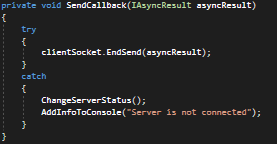 private void SendCallback(IAsyncResult asyncResult)
{
try
{
clientSocket.EndSend(asyncResult);
}
catch
{
ChangeServerStatus();
AddInfoToConsole("Server is not connected");
}
}